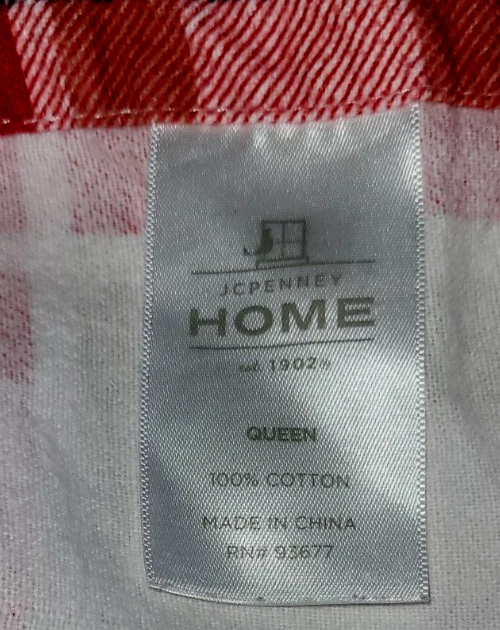 JCPENNEY
HOME
est. 1902
QUEEN
100% COTTON
MADE IN CHINA
RN# 93677